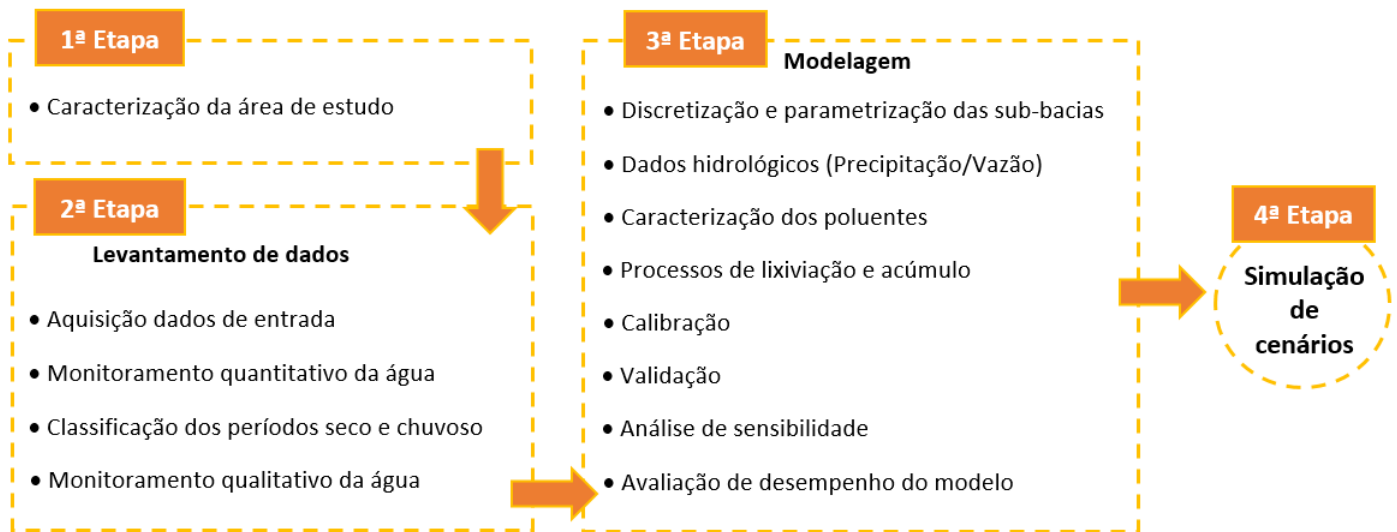 1ª Etapa
• Caracterização da área de estudo
2ª Etapa
Levantamento de dados
• Aquisição dados de entrada
• Monitoramento quantitativo da água
• Classificação dos períodos seco e chuvoso
• Monitoramento qualitativo da água
3ª Etapa
Modelagem
• Discretização e parametrização das sub-bacias
• Dados hidrológicos (Precipitação/Vazão)
• Caracterização dos poluentes
• Processos de lixiviação e acúmulo
• Calibração
• Validação
• Análise de sensibilidade
• Avaliação de desempenho do modelo
4ª Etapa
Simulação
de
cenários